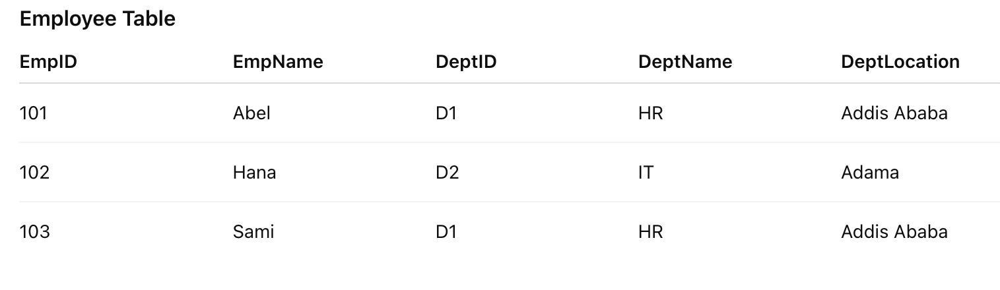 Employee Table
EmpID EmpName DeptID DeptName DeptLocation
101 Abel D1 HR Addis Ababa
102 Hana D2 IT Adama
103 Sami D1 HR Addis Ababa